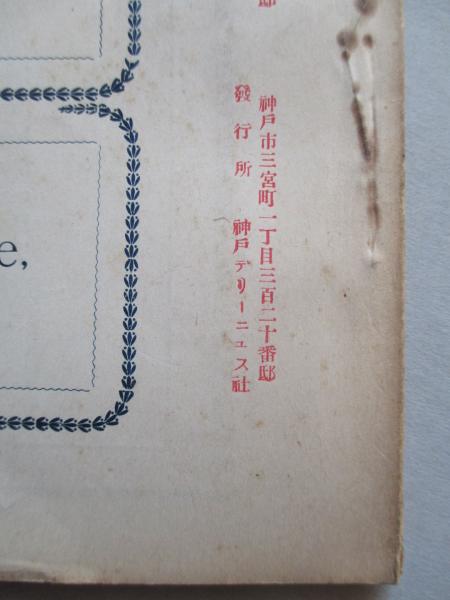 邸
神戸市三宮町一丁目三百二十番邸
發行所 神戸デリーニュス社
e,